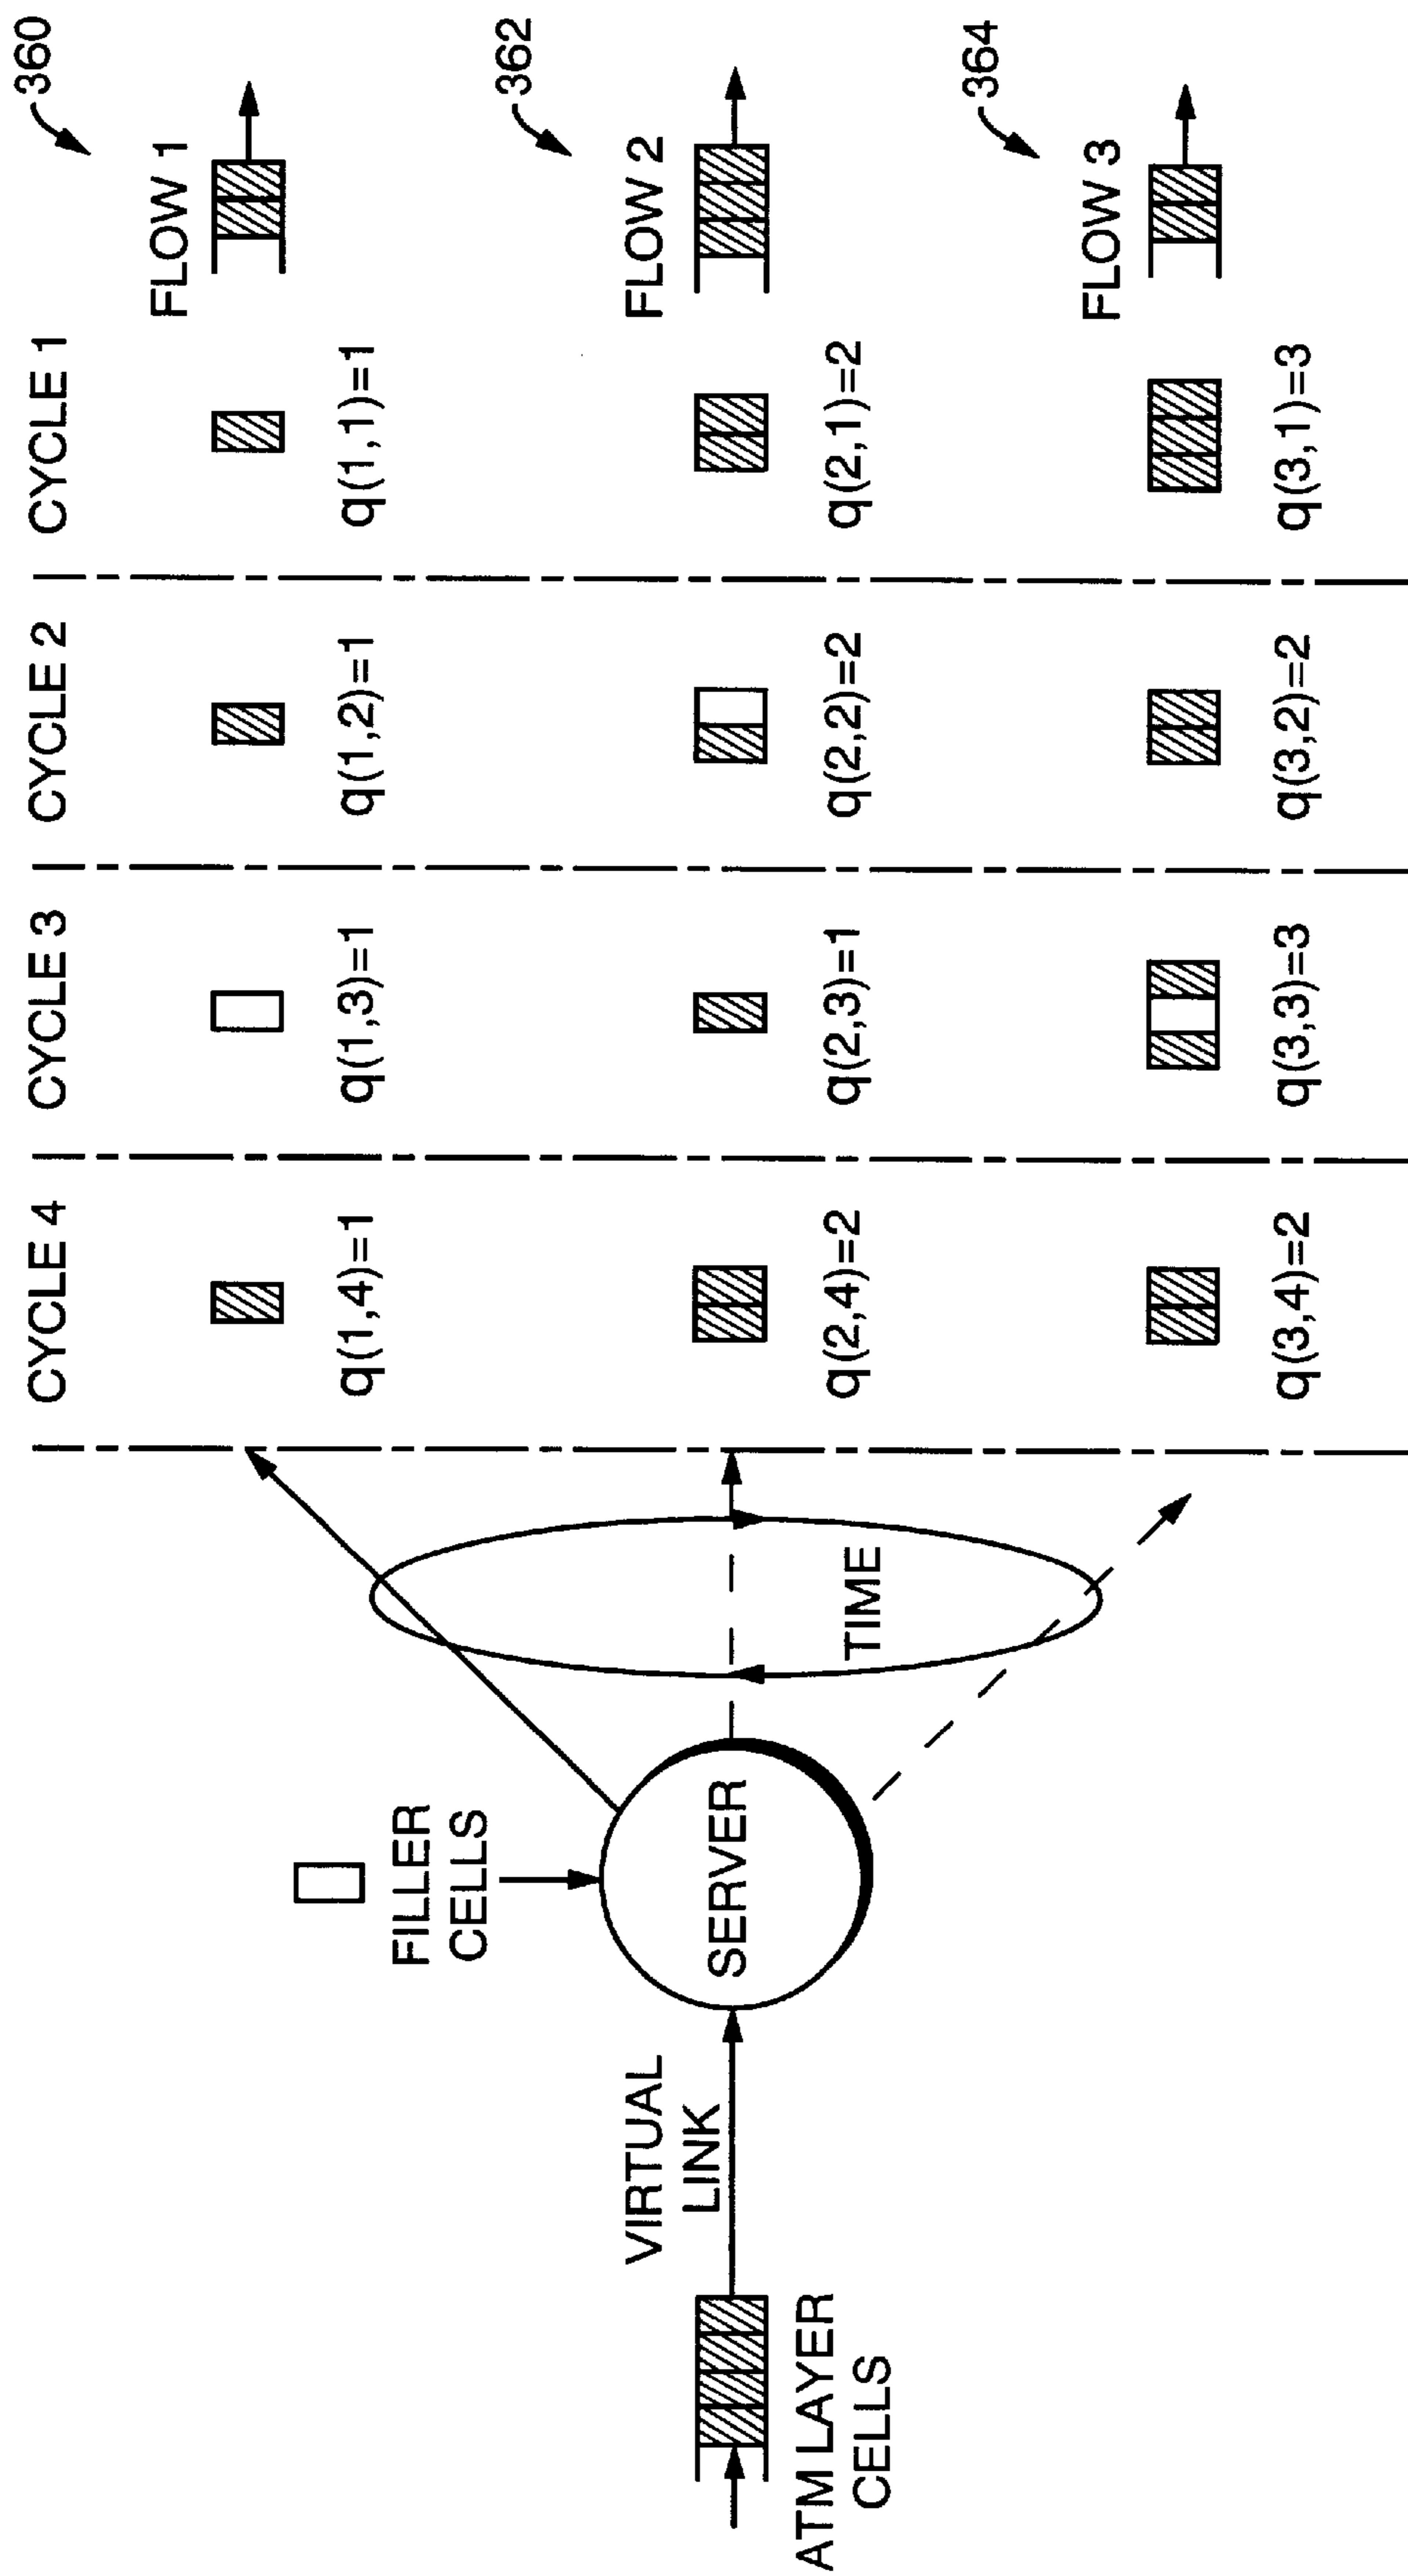 CYCLE 4
CYCLE 3
CYCLE 2
CYCLE 1
360
FLOW 1
q(1,4)=1
q(1,3)=1
q(1,2)=1
q(1,1)=1
FILLER
CELLS
362
FLOW 2
VIRTUAL
LINK
SERVER
ATM LAYER
CELLS
TIME
q(2,4)=2
q(2,3)=1
q(2,2)=2
q(2,1)=2
364
FLOW 3
q(3,4)=2
q(3,3)=3
q(3,2)=2
q(3,1)=3